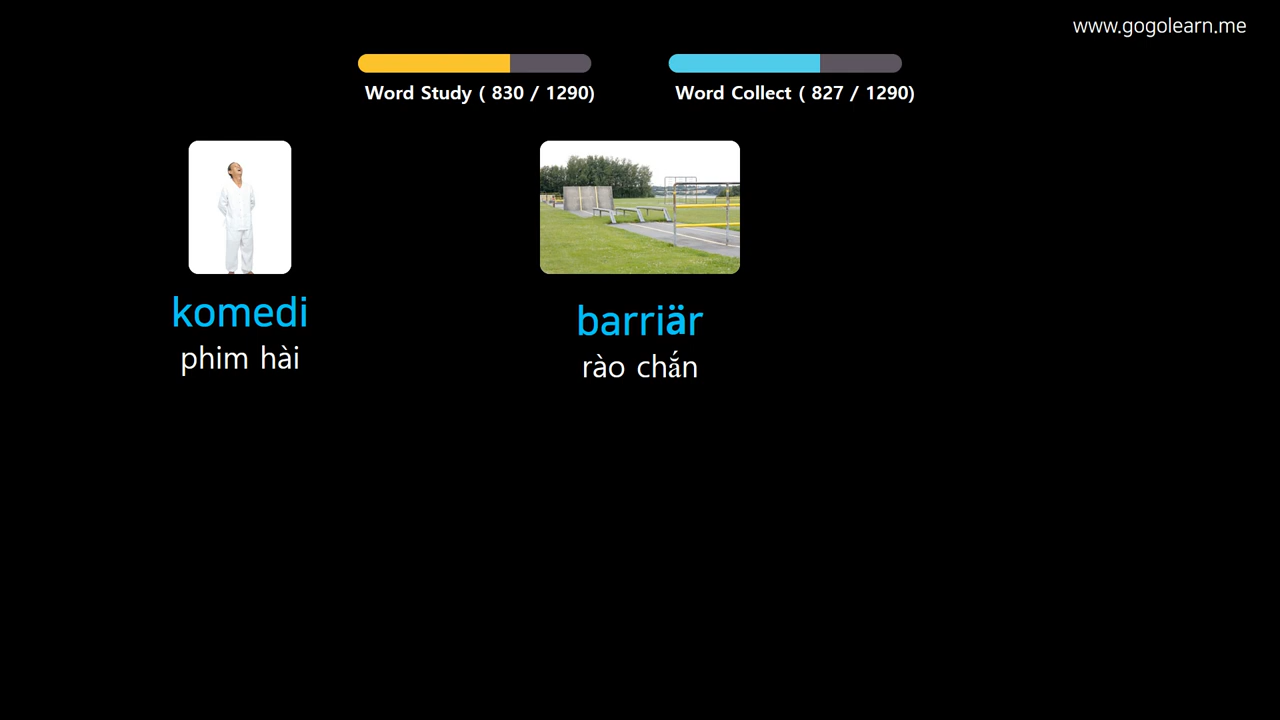 www.gogolearn.me
Word Study ( 830 / 1290)
Word Collect ( 827 / 1290)
komedi
phim hài
barriär
rào chắn